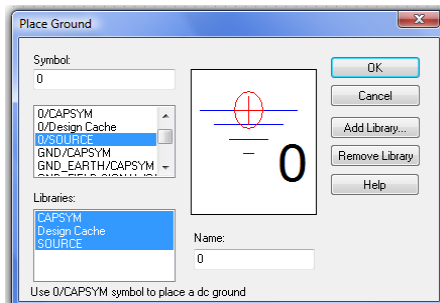 Place Ground
Symbol:
0
0/CAPSYM
0/Design Cache
0/SOURCE
GND/CAPSYM
GND_EARTH/CAPSYM
Libraries:
CAPSYM
Design Cache
SOURCE
0
Name:
0
OK
Cancel
Add Library...
Remove Library
Help
Use 0/CAPSYM symbol to place a dc ground